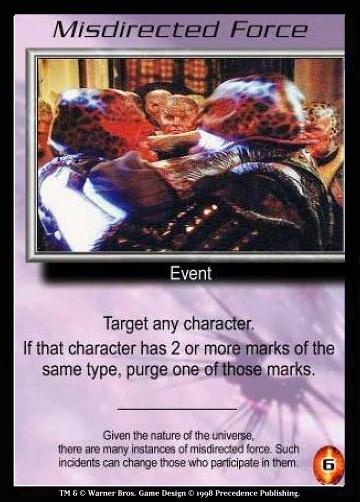 Misdirected Force
Event
Target any character.
If that character has 2 or more marks of the
same type, purge one of those marks.
Given the nature of the universe,
there are many instances of misdirected force. Such
incidents can change those who participate in them.
6
TM & © Warner Bros. Game Design © 1998 Precedence Publishing.